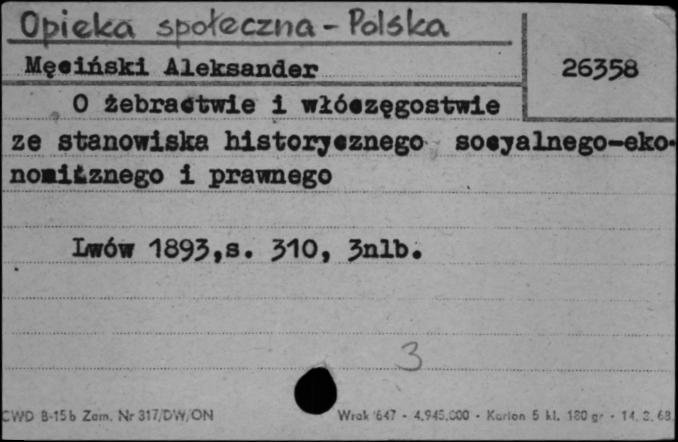 Opieka społeczna - Polska
Męciński Aleksander
26358
O żebractwie i włóczęgostwie
ze stanowiska historycznego socyalnego-eko-
nomicznego i prawnego
Lwów 1893,s. 310, 3nlb.
3
CWD B-15b Zam. Nr 317/DW/ON
Wrak 647 - 4.945.000 - Karton 5 kl. 180 gr - 14. 2. 68.